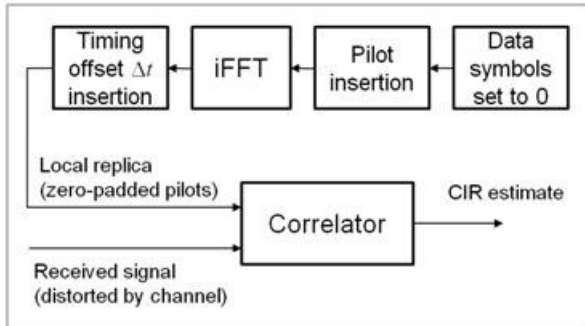 Timing
offset Δt
insertion
iFFT
Pilot
insertion
Data
symbols
set to 0
Local replica
(zero-padded pilots)
Correlator
CIR estimate
Received signal
(distorted by channel)